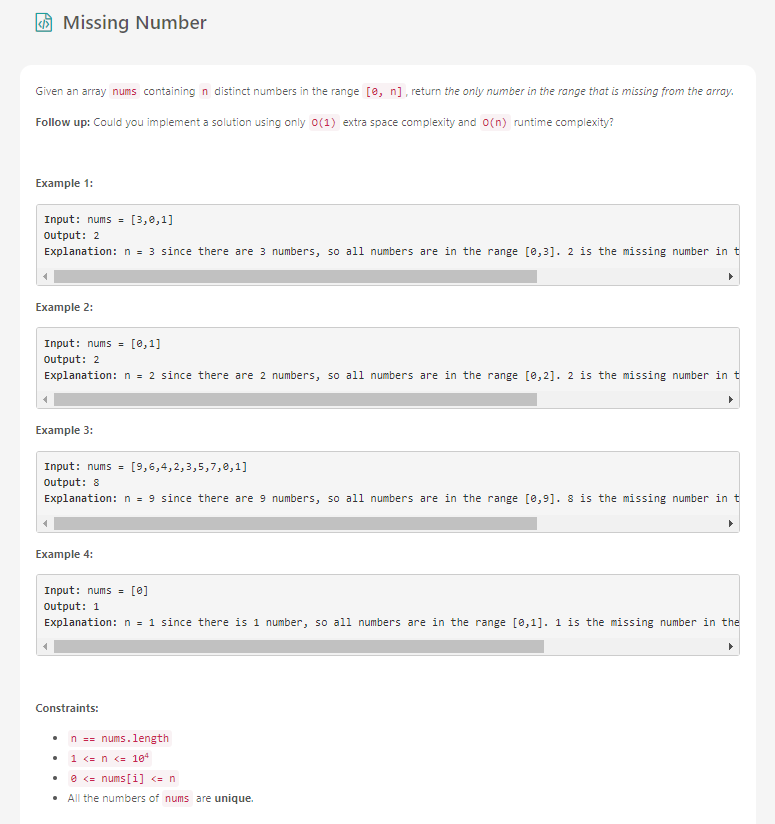 Missing Number
Given an array nums containing n distinct numbers in the range [0, n], return the only number in the range that is missing from the array.
Follow up: Could you implement a solution using only O(1) extra space complexity and O(n) runtime complexity?
Example 1:
Input: nums = [3,0,1]
Output: 2
Explanation: n = 3 since there are 3 numbers, so all numbers are in the range [0,3]. 2 is the missing number in t
Example 2:
Input: nums = [0,1]
Output: 2
Explanation: n = 2 since there are 2 numbers, so all numbers are in the range [0,2]. 2 is the missing number in t
Example 3:
Input: nums = [9,6,4,2,3,5,7,0,1]
Output: 8
Explanation: n = 9 since there are 9 numbers, so all numbers are in the range [0,9]. 8 is the missing number in t
Example 4:
Input: nums = [0]
Output: 1
Explanation: n = 1 since there is 1 number, so all numbers are in the range [0,1]. 1 is the missing number in the
Constraints:
• n == nums.length
• 1 <= n <= 10⁴
• 0 <= nums[i] <= n
• All the numbers of nums are unique.